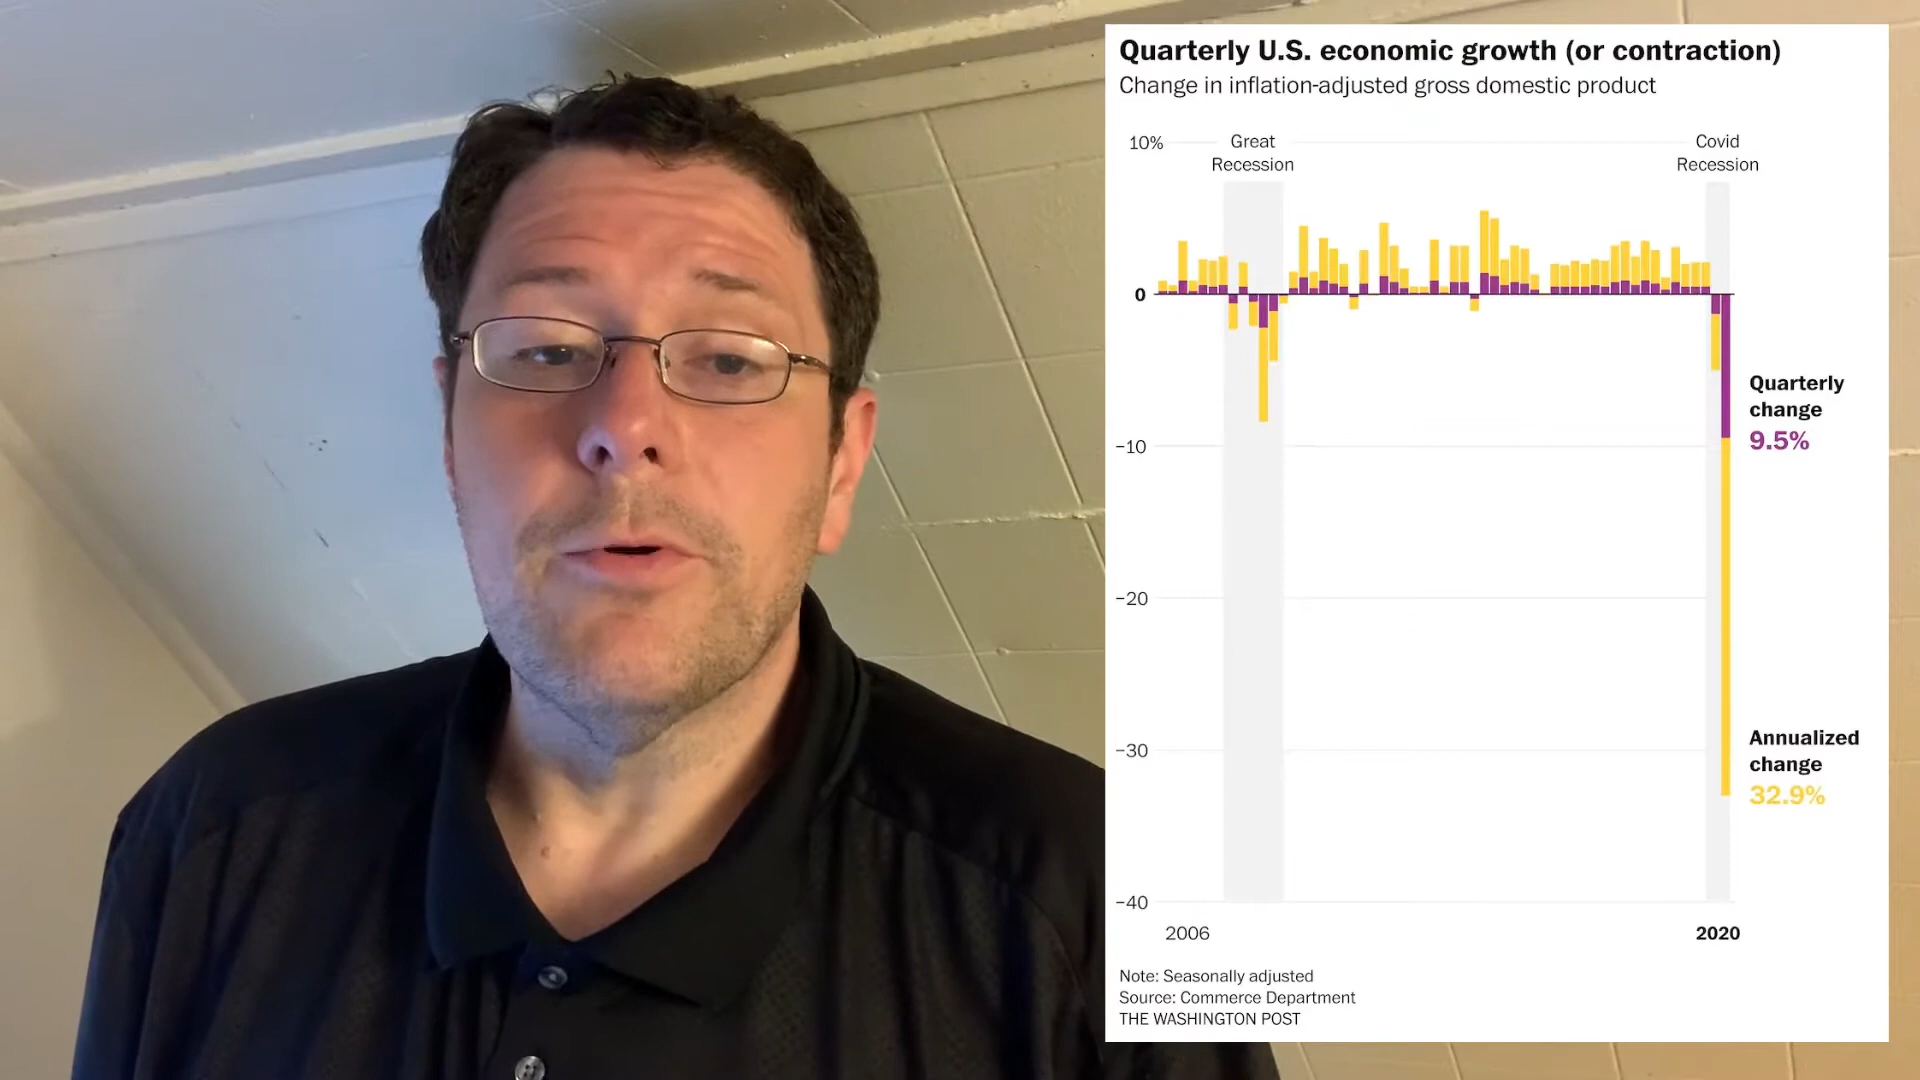 Quarterly U.S. economic growth (or contraction)
Change in inflation-adjusted gross domestic product
10%
Great
Recession
Covid
Recession
0
Quarterly
change
9.5%
−10
−20
−30
Annualized
change
32.9%
−40
2006
2020
Note: Seasonally adjusted
Source: Commerce Department
THE WASHINGTON POST